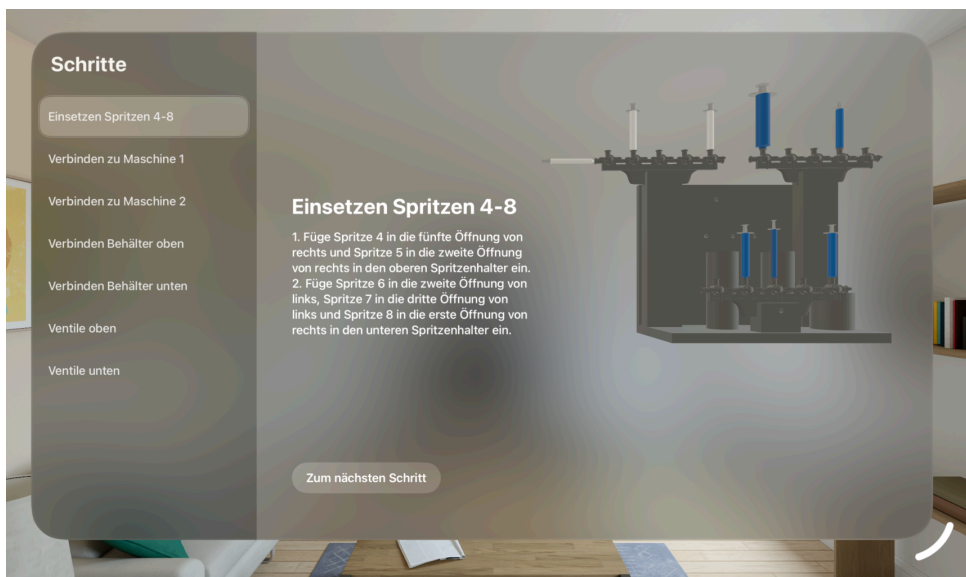 Schritte
Einsetzen Spritzen 4-8
Verbinden zu Maschine 1
Verbinden zu Maschine 2
Verbinden Behälter oben
Verbinden Behälter unten
Ventile oben
Ventile unten
Einsetzen Spritzen 4-8
1. Füge Spritze 4 in die fünfte Öffnung von
rechts und Spritze 5 in die zweite Öffnung
von rechts in den oberen Spritzenhalter ein.
2. Füge Spritze 6 in die zweite Öffnung von
links, Spritze 7 in die dritte Öffnung von
links und Spritze 8 in die erste Öffnung von
rechts in den unteren Spritzenhalter ein.
Zum nächsten Schritt